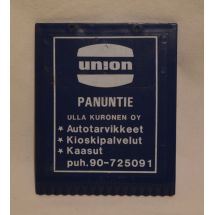 union
PANUNTIE
ULLA KURONEN OY
★ Autotarvikkeet
★ Kioskipalvelut
★ Kaasut
puh.90-725091